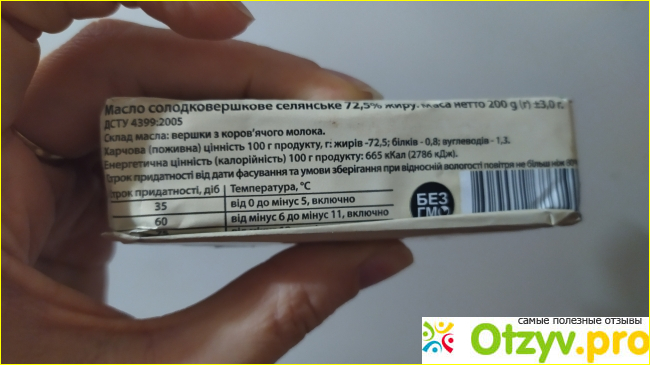 Масло солодковершкове селянське 72,5% жиру. Маса нетто 200 g (г) ±3,0 г.
ДСТУ 4399:2005
Склад масла: вершки з коров'ячого молока.
Харчова (поживна) цінність 100 г продукту, г: жирів -72,5; білків - 0,8; вуглеводів - 1,3.
Енергетична цінність (калорійність) 100 г продукту: 665 кКал (2786 кДж).
Строк придатності від дати фасування та умови зберігання при відносній вологості повітря не більш ніж
Строк придатності, діб Температура, °С
35 від 0 до мінус 5, включно
60 від мінус 6 до мінус 11, включно
БЕЗ
ГМО
самые полезные отзывы
Otzyv.pro